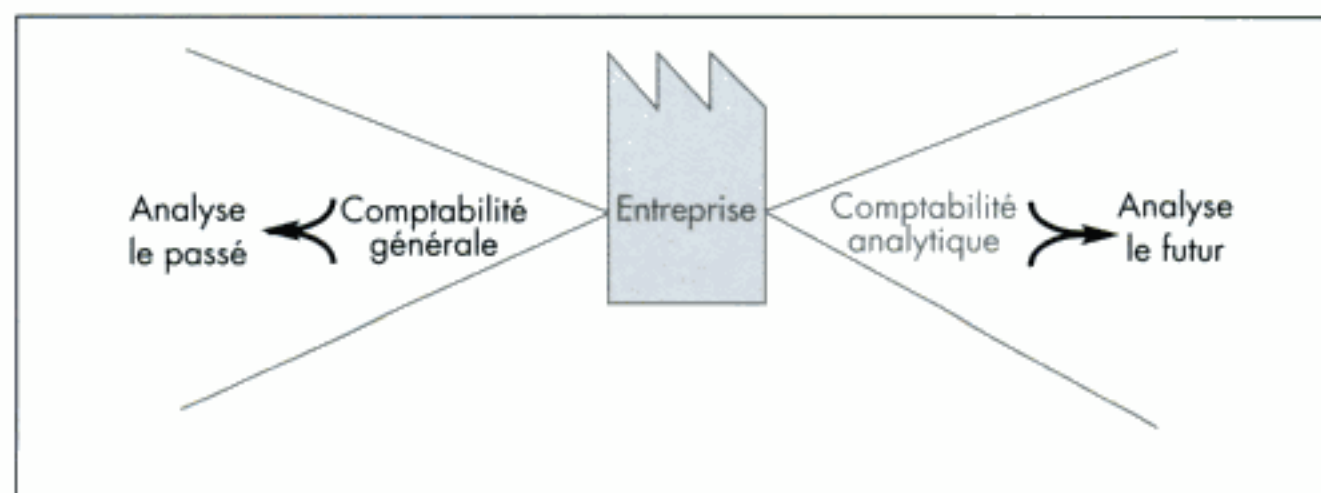 Analyse
le passé
Comptabilité
générale
Entreprise
Comptabilité
analytique
Analyse
le futur